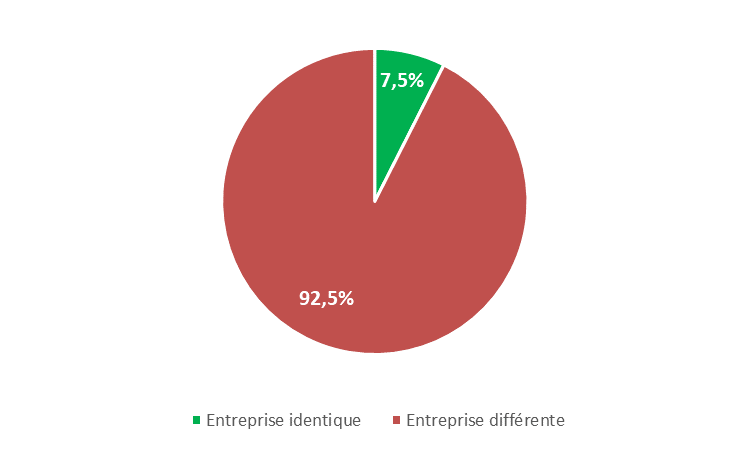 7,5%
92,5%
Entreprise identique
Entreprise différente